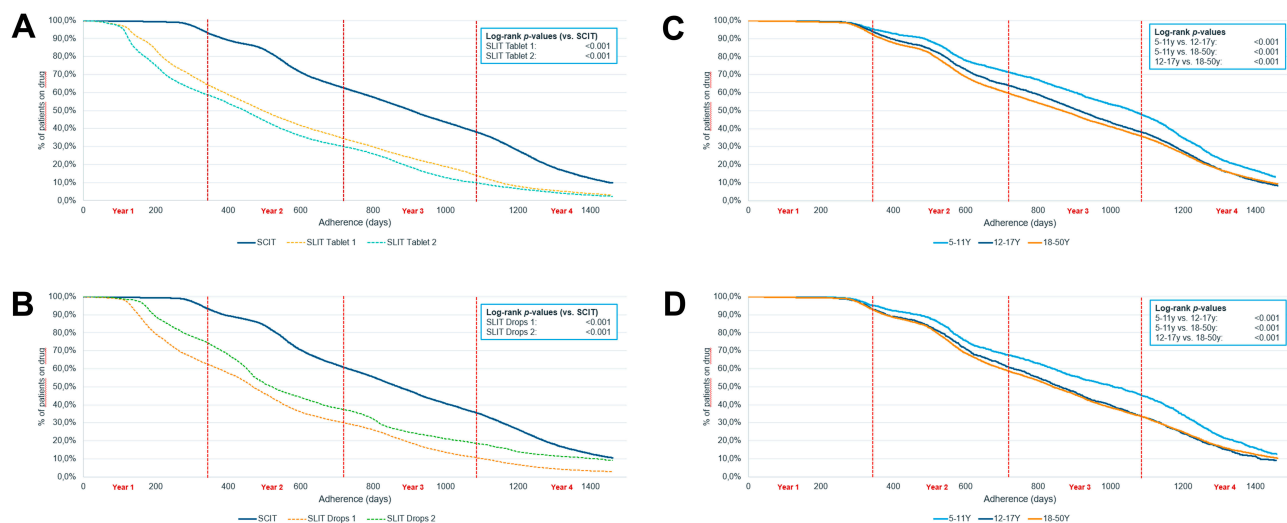 A
100,0%
90,0%
80,0%
70,0%
60,0%
50,0%
40,0%
30,0%
20,0%
10,0%
0,0%
% of patients on drug
Log-rank p-values (vs. SCIT)
SLIT Tablet 1: <0.001
SLIT Tablet 2: <0.001
0 200 400 600 800 1000 1200 1400
Year 1 Year 2 Year 3 Year 4
Adherence (days)
SCIT SLIT Tablet 1 SLIT Tablet 2
B
100,0%
90,0%
80,0%
70,0%
60,0%
50,0%
40,0%
30,0%
20,0%
10,0%
0,0%
% of patients on drug
Log-rank p-values (vs. SCIT)
SLIT Drops 1: <0.001
SLIT Drops 2: <0.001
0 200 400 600 800 1000 1200 1400
Year 1 Year 2 Year 3 Year 4
Adherence (days)
SCIT SLIT Drops 1 SLIT Drops 2
C
100,0%
90,0%
80,0%
70,0%
60,0%
50,0%
40,0%
30,0%
20,0%
10,0%
0,0%
% of patients on drug
Log-rank p-values
5-11y vs. 12-17y: <0.001
5-11y vs. 18-50y: <0.001
12-17y vs. 18-50y: <0.001
0 200 400 600 800 1000 1200 1400
Year 1 Year 2 Year 3 Year 4
Adherence (days)
5-11Y 12-17Y 18-50Y
D
100,0%
90,0%
80,0%
70,0%
60,0%
50,0%
40,0%
30,0%
20,0%
10,0%
0,0%
% of patients on drug
Log-rank p-values
5-11y vs. 12-17y: <0.001
5-11y vs. 18-50y: <0.001
12-17y vs. 18-50y: <0.001
0 200 400 600 800 1000 1200 1400
Year 1 Year 2 Year 3 Year 4
Adherence (days)
5-11Y 12-17Y 18-50Y